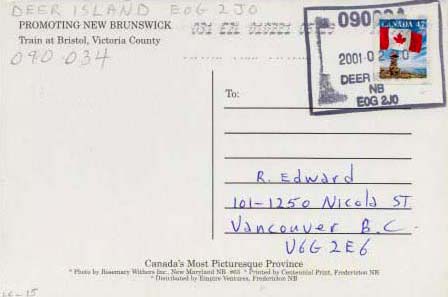 DEER ISLAND E0G 2J0
PROMOTING NEW BRUNSWICK
Train at Bristol, Victoria County
090 034
CANADA 47
2001-02
DEER
NB
E0G 2J0
To:
R. Edward
101-1250 Nicola ST
Vancouver B.C.
V6G 2E6
Canada's Most Picturesque Province
* Photo by Rosemary Withers Inc., New Maryland NB #63 * Printed by Centennial Print, Fredericton NB
* Distributed by Empire Ventures, Fredericton NB